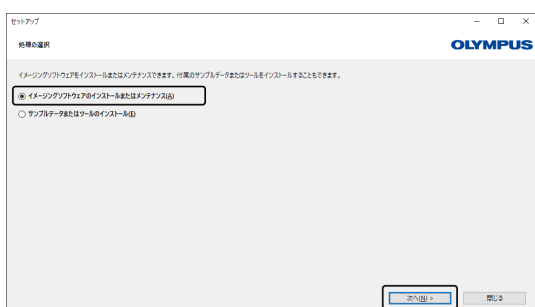 セットアップ
処理の選択
OLYMPUS
イメージングソフトウェアをインストールまたはメンテナンスできます。付属のサンプルデータまたはツールをインストールすることもできます。
イメージングソフトウェアのインストールまたはメンテナンス(A)
サンプルデータまたはツールのインストール(E)
次へ(N) >
閉じる